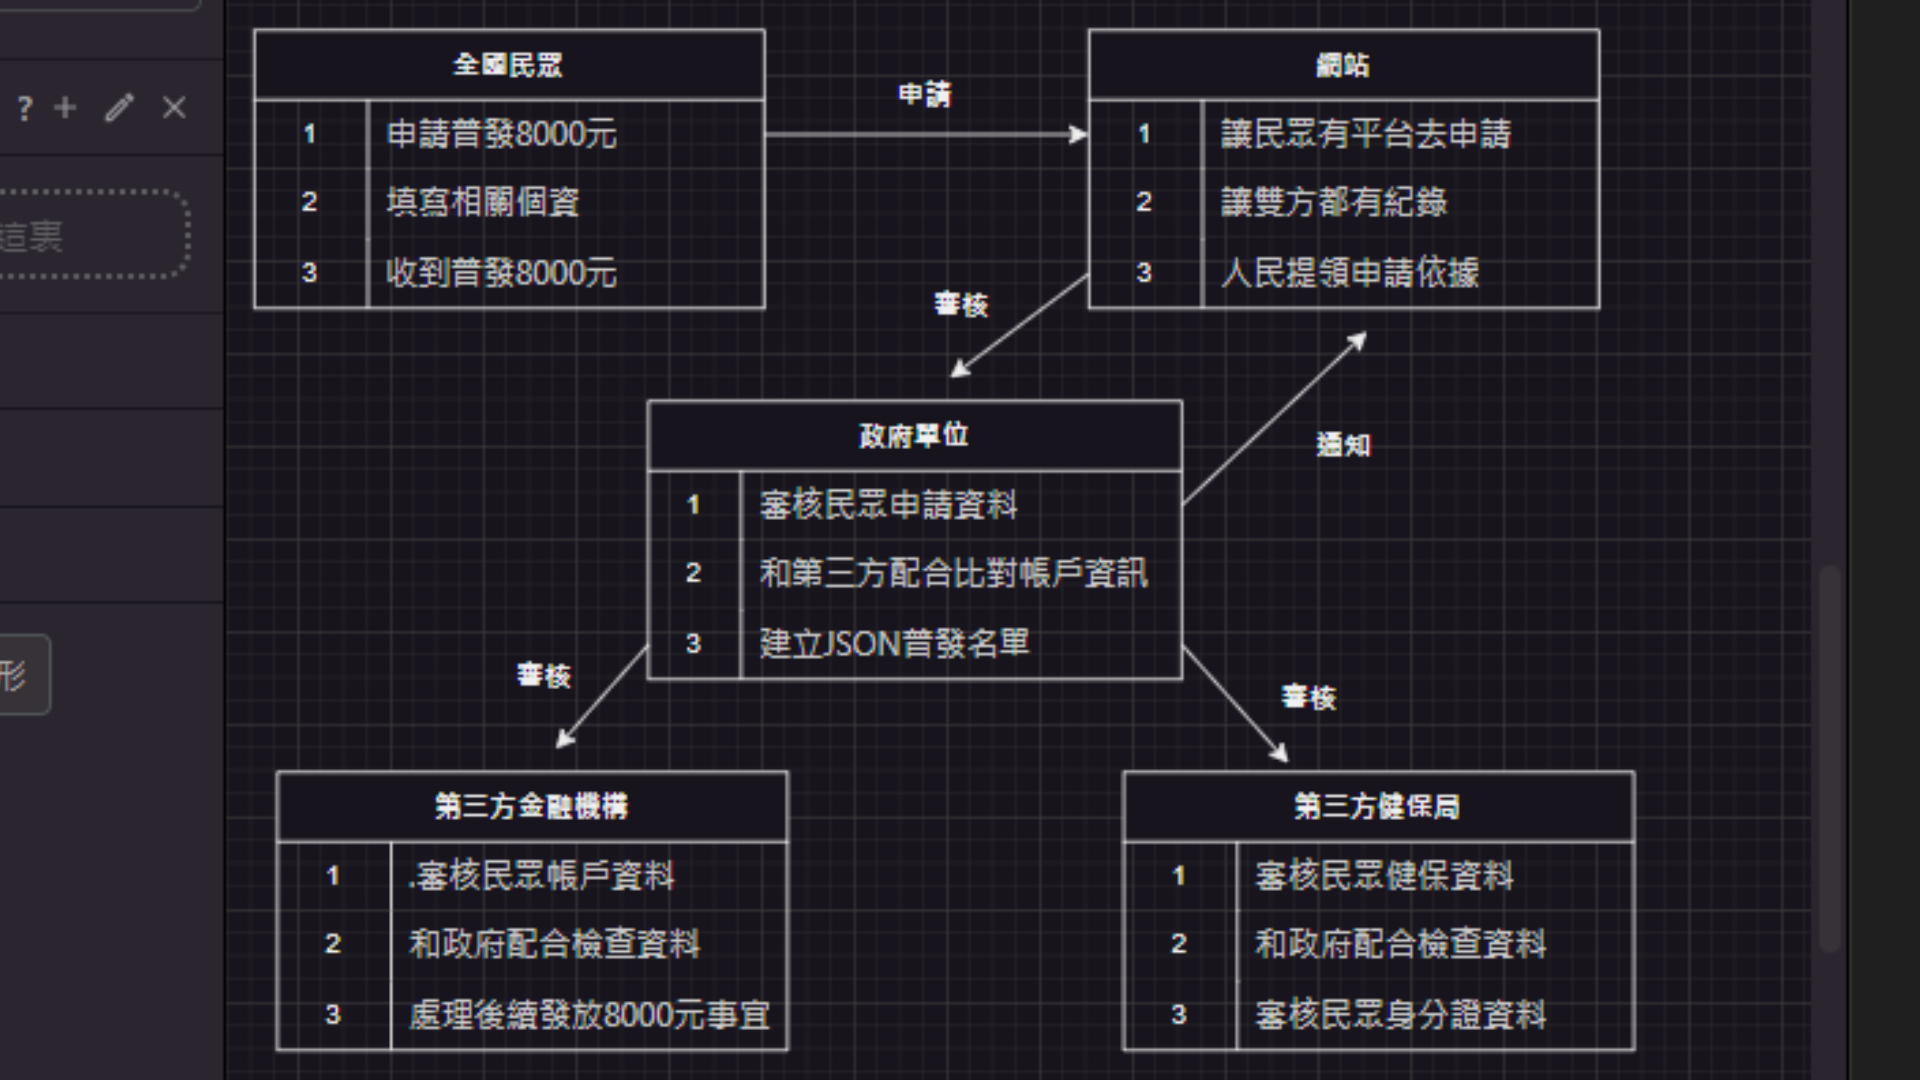 全國民眾
1 申請普發8000元
2 填寫相關個資
3 收到普發8000元
申請
網站
1 讓民眾有平台去申請
2 讓雙方都有紀錄
3 人民提領申請依據
審核
通知
政府單位
1 審核民眾申請資料
2 和第三方配合比對帳戶資訊
3 建立JSON普發名單
審核
審核
第三方金融機構
1 .審核民眾帳戶資料
2 和政府配合檢查資料
3 處理後續發放8000元事宜
第三方健保局
1 審核民眾健保資料
2 和政府配合檢查資料
3 審核民眾身分證資料
?
這裏
形